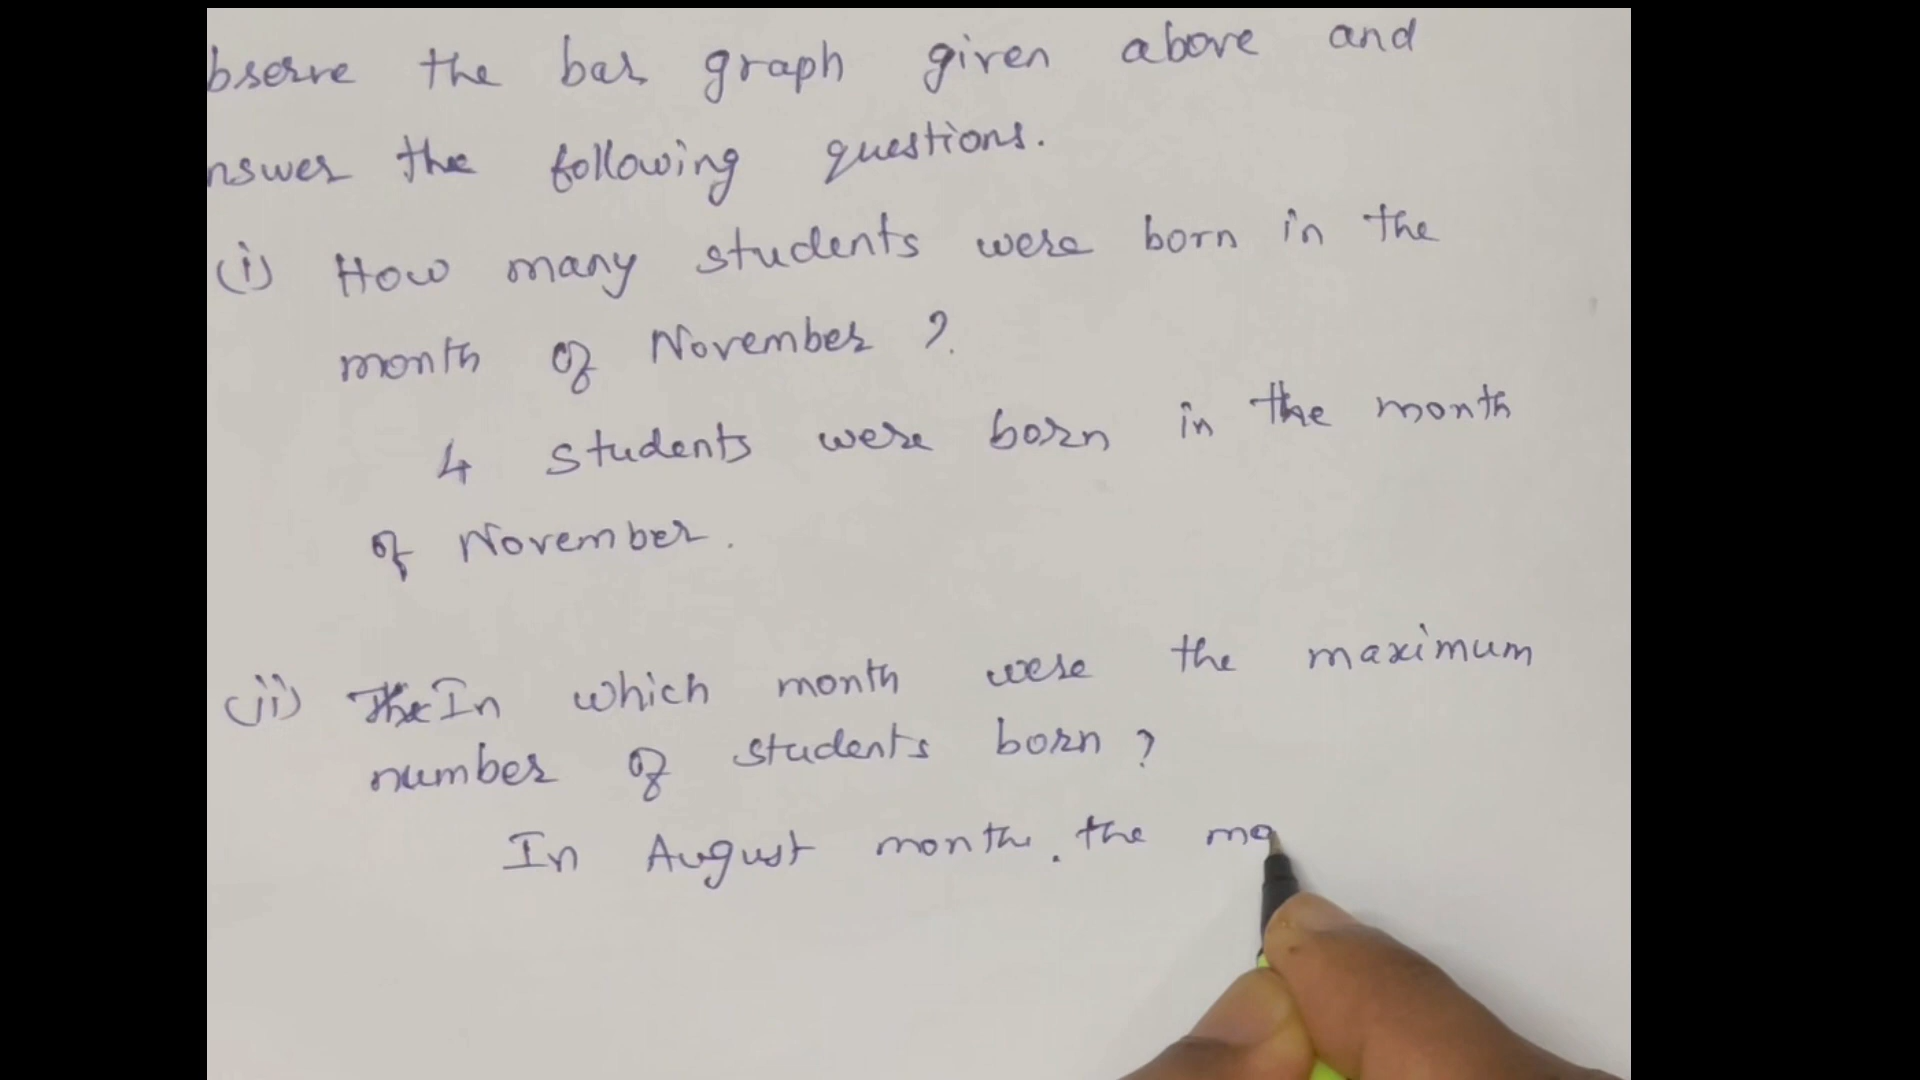 bserve the bar graph given above and
nswer the following questions.
(i) How many students were born in the
month of November ?
4 students were born in the month
of November.
(ii) The In which month were the maximum
number of students born ?
In August month. the ma